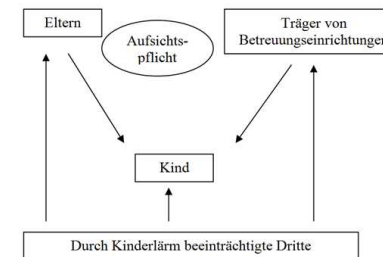 Eltern
Aufsichts-
pflicht
Träger von
Betreuungseinrichtungen
Kind
Durch Kinderlärm beeinträchtigte Dritte